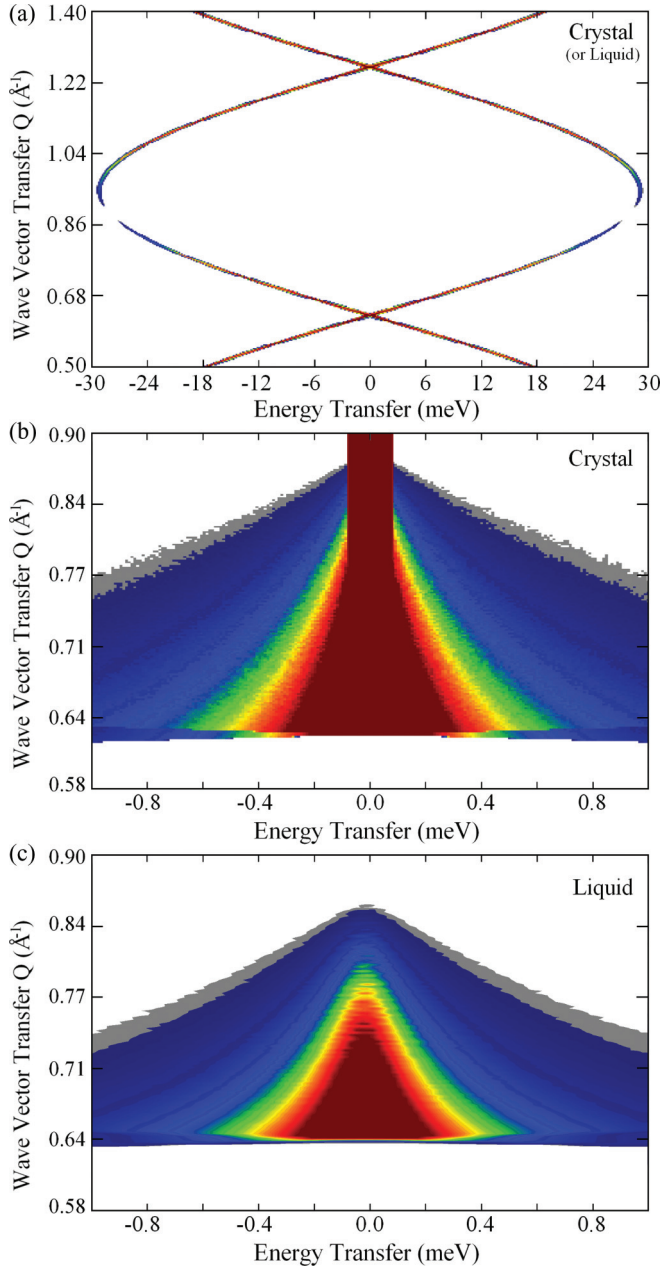 (a)
Crystal
(or Liquid)
Wave Vector Transfer Q (Å⁻¹)
1.40
1.22
1.04
0.86
0.68
0.50
-30 -24 -18 -12 -6 0 6 12 18 24 30
Energy Transfer (meV)
(b)
Crystal
Wave Vector Transfer Q (Å⁻¹)
0.90
0.84
0.77
0.71
0.64
0.58
-0.8 -0.4 0.0 0.4 0.8
Energy Transfer (meV)
(c)
Liquid
Wave Vector Transfer Q (Å⁻¹)
0.90
0.84
0.77
0.71
0.64
0.58
-0.8 -0.4 0.0 0.4 0.8
Energy Transfer (meV)